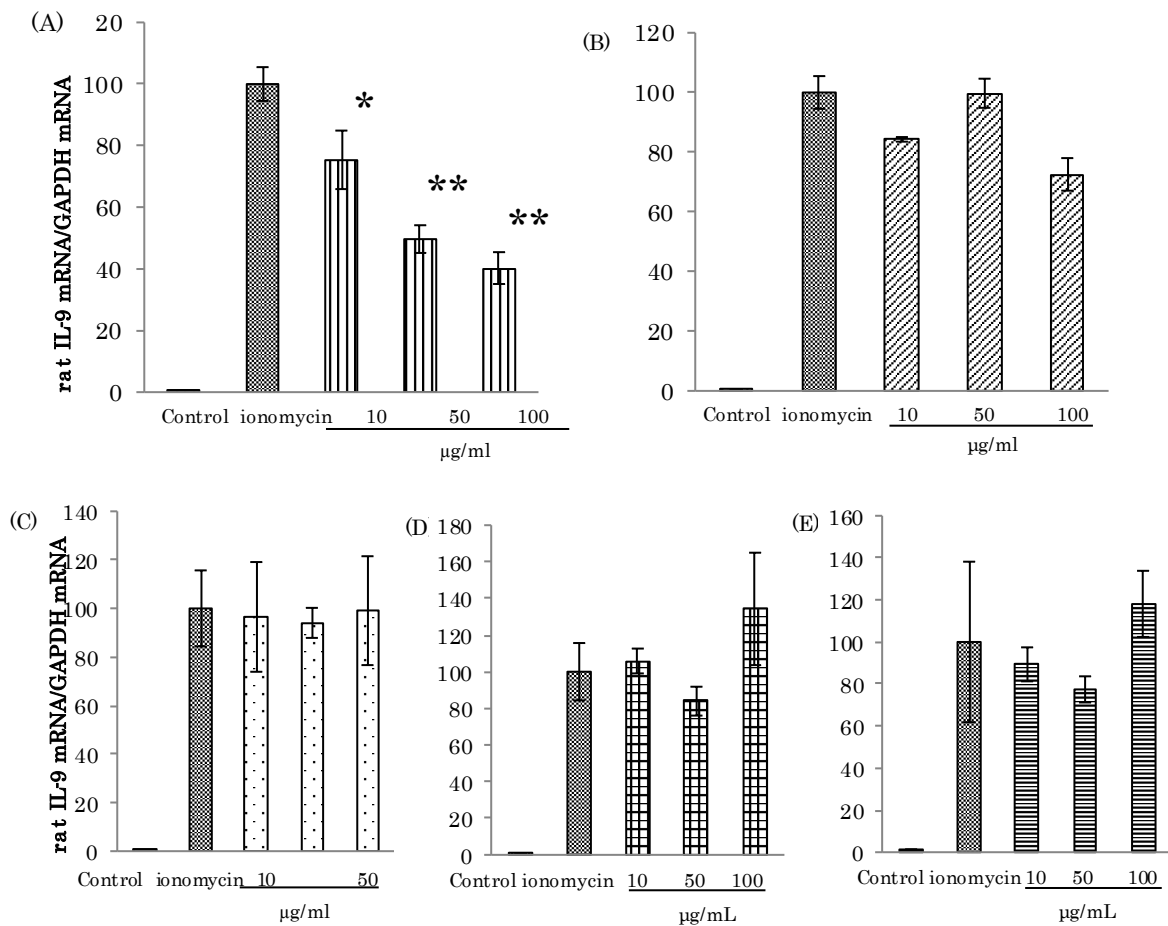 (A)
rat IL-9 mRNA/GAPDH mRNA
20
100
80
60
40
20
0
Control ionomycin 10 50 100
µg/ml
*
**
**
(B)
120
100
80
60
40
20
0
Control ionomycin 10 50 100
µg/ml
(C)
rat IL-9 mRNA/GAPDH mRNA
140
120
100
80
60
40
20
0
Control ionomycin 10 50
µg/ml
(D)
180
160
140
120
100
80
60
40
20
0
Control ionomycin 10 50 100
µg/mL
(E)
160
140
120
100
80
60
40
20
0
Control ionomycin 10 50 100
µg/mL